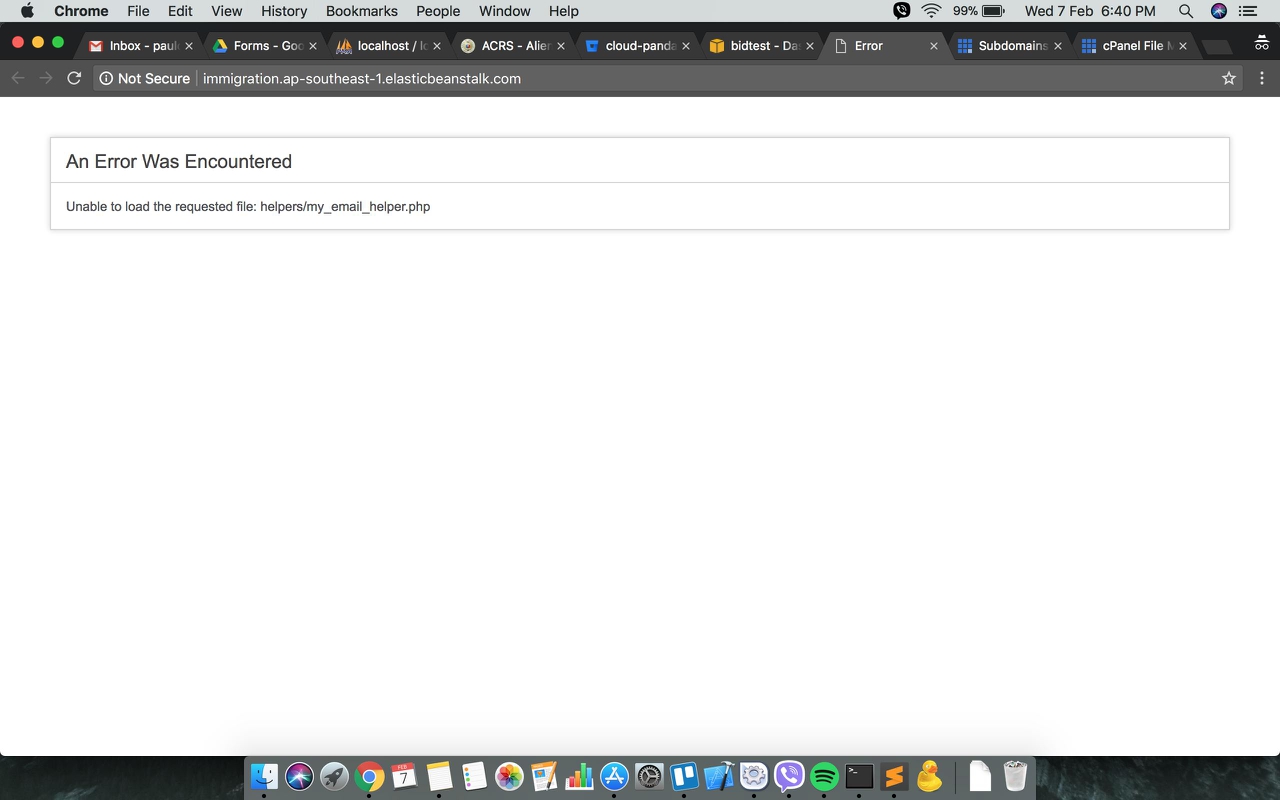 Chrome File Edit View History Bookmarks People Window Help 99% Wed 7 Feb 6:40 PM
Inbox - paul Forms - Goo localhost / lo ACRS - Alien cloud-panda bidtest - Das Error Subdomains cPanel File M
Not Secure immigration.ap-southeast-1.elasticbeanstalk.com
An Error Was Encountered
Unable to load the requested file: helpers/my_email_helper.php
FEB
7